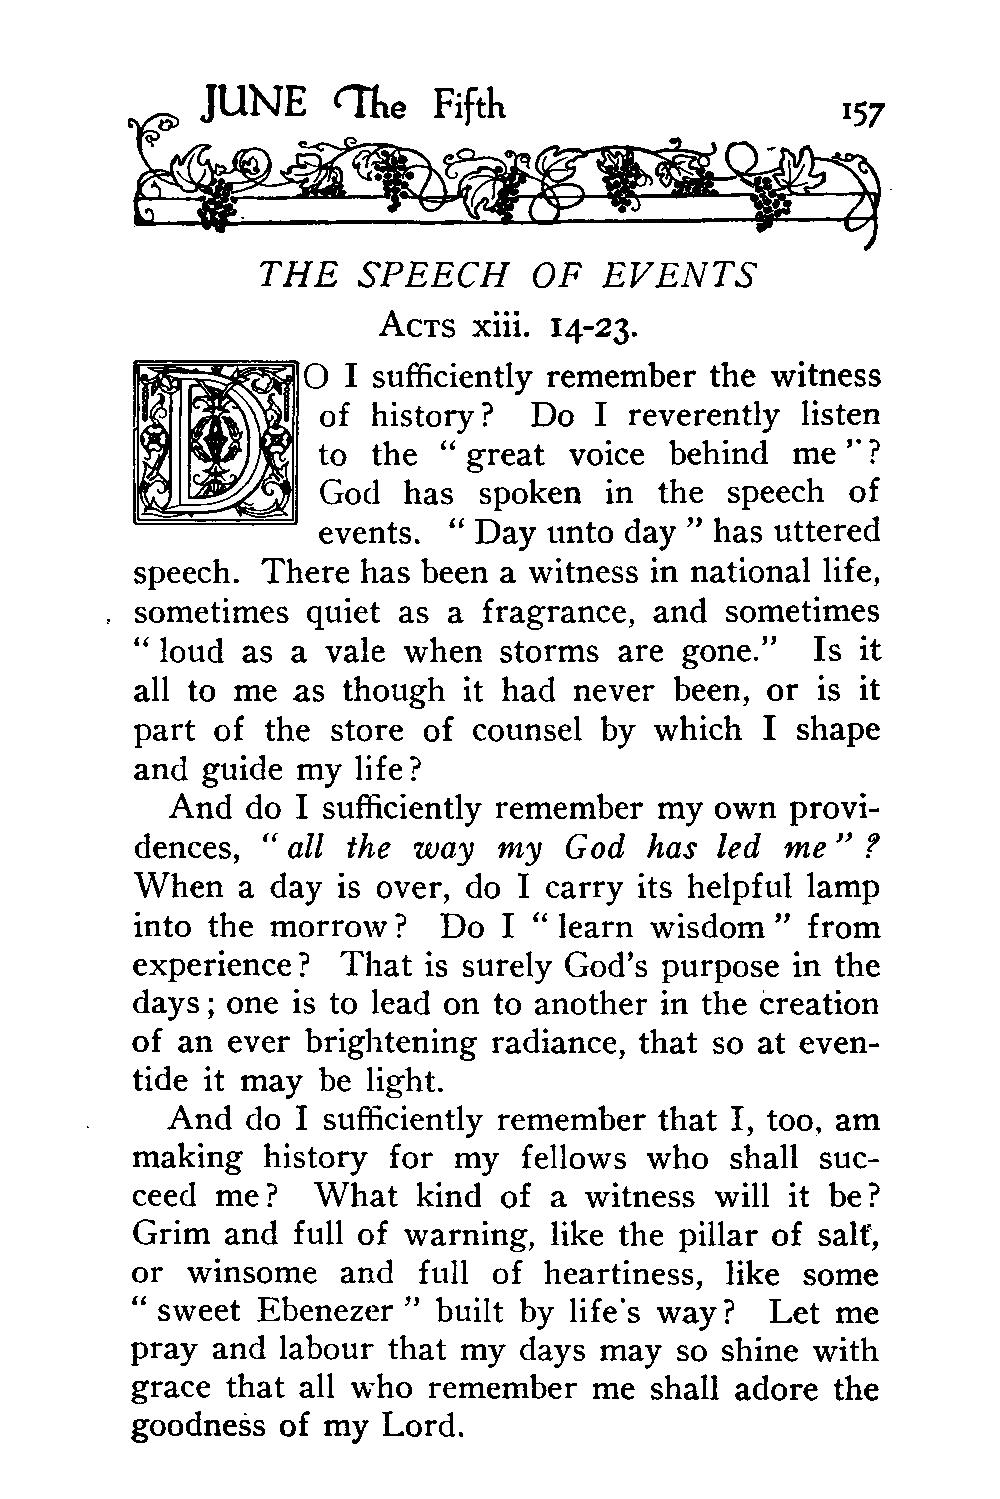 JUNE The Fifth 157
THE SPEECH OF EVENTS
ACTS xiii. 14-23.
DO I sufficiently remember the witness
of history? Do I reverently listen
to the “ great voice behind me ”?
God has spoken in the speech of
events. “ Day unto day ” has uttered
speech. There has been a witness in national life,
sometimes quiet as a fragrance, and sometimes
“ loud as a vale when storms are gone.” Is it
all to me as though it had never been, or is it
part of the store of counsel by which I shape
and guide my life?
And do I sufficiently remember my own provi-
dences, “ all the way my God has led me ” ?
When a day is over, do I carry its helpful lamp
into the morrow? Do I “ learn wisdom ” from
experience? That is surely God’s purpose in the
days; one is to lead on to another in the creation
of an ever brightening radiance, that so at even-
tide it may be light.
And do I sufficiently remember that I, too, am
making history for my fellows who shall suc-
ceed me? What kind of a witness will it be?
Grim and full of warning, like the pillar of salt,
or winsome and full of heartiness, like some
“ sweet Ebenezer ” built by life’s way? Let me
pray and labour that my days may so shine with
grace that all who remember me shall adore the
goodness of my Lord.